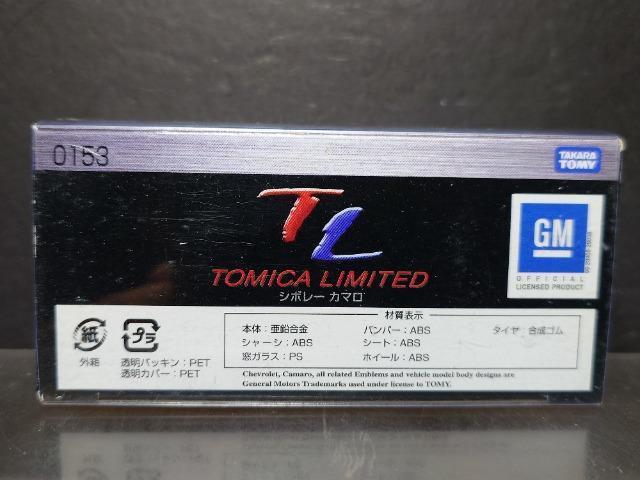 0153
TAKARA
TOMY
TL
TOMICA LIMITED
シボレー カマロ
GM
OFFICIAL
LICENSED PRODUCT
材質表示
本体：亜鉛合金
シャーシ：ABS
窓ガラス：PS
バンパー：ABS
シート：ABS
ホイール：ABS
タイヤ：合成ゴム
紙
外箱
プラ
透明パッキン：PET
透明カバー：PET
Chevrolet, Camaro, all related Emblems and vehicle model body designs are
General Motors Trademarks used under license to TOMY.